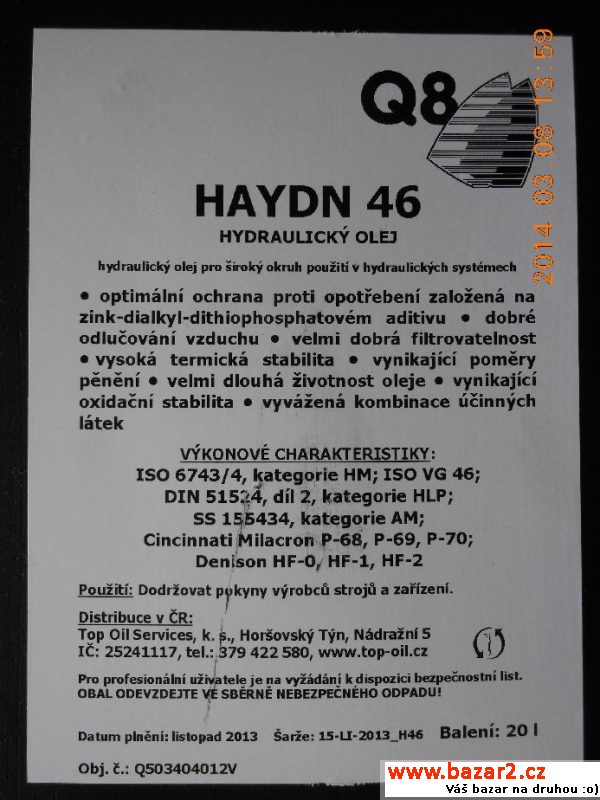 Q8
HAYDN 46
HYDRAULICKÝ OLEJ
hydraulický olej pro široký okruh použití v hydraulických systémech
• optimální ochrana proti opotřebení založená na
zink-dialkyl-dithiophosphatovém aditivu • dobré
odlučování vzduchu • velmi dobrá filtrovatelnost
• vysoká termická stabilita • vynikající poměry
pěnění • velmi dlouhá životnost oleje • vynikající
oxidační stabilita • vyvážená kombinace účinných
látek
VÝKONOVÉ CHARAKTERISTIKY:
ISO 6743/4, kategorie HM; ISO VG 46;
DIN 51524, díl 2, kategorie HLP;
SS 155434, kategorie AM;
Cincinnati Milacron P-68, P-69, P-70;
Denison HF-0, HF-1, HF-2
Použití: Dodržovat pokyny výrobců strojů a zařízení.
Distribuce v ČR:
Top Oil Services, k. s., Horšovský Týn, Nádražní 5
IČ: 25241117, tel.: 379 422 580, www.top-oil.cz
Pro profesionální uživatele je na vyžádání k dispozici bezpečnostní list.
OBAL ODEVZDEJTE VE SBĚRNĚ NEBEZPEČNÉHO ODPADU!
Datum plnění: listopad 2013 Šarže: 15-LI-2013_H46 Balení: 20 l
Obj. č.: Q503404012V
2014.03.08 13:59
www.bazar2.cz
Váš bazar na druhou :o)